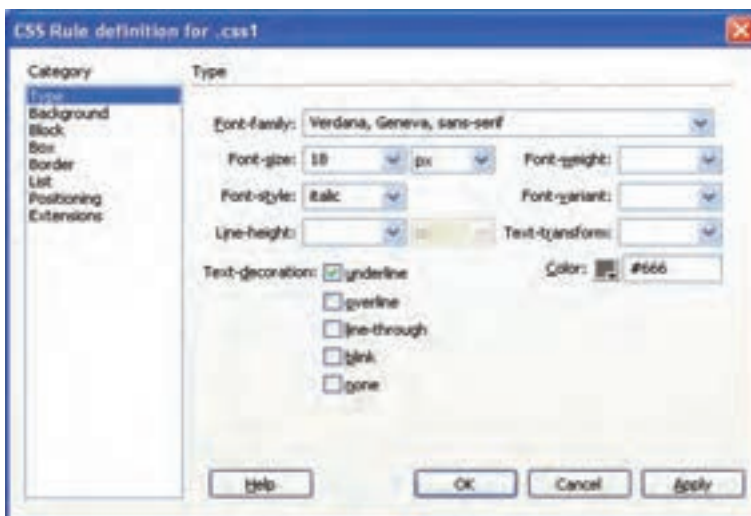 CSS Rule definition for .css1
Category
Type
Type
Background
Block
Box
Border
List
Positioning
Extensions
Font-family: Verdana, Geneva, sans-serif
Font-size: 18 px Font-weight:
Font-style: italic Font-variant:
Line-height: Text-transform:
Text-decoration: underline Color: #666
overline
line-through
blink
none
Help OK Cancel Apply